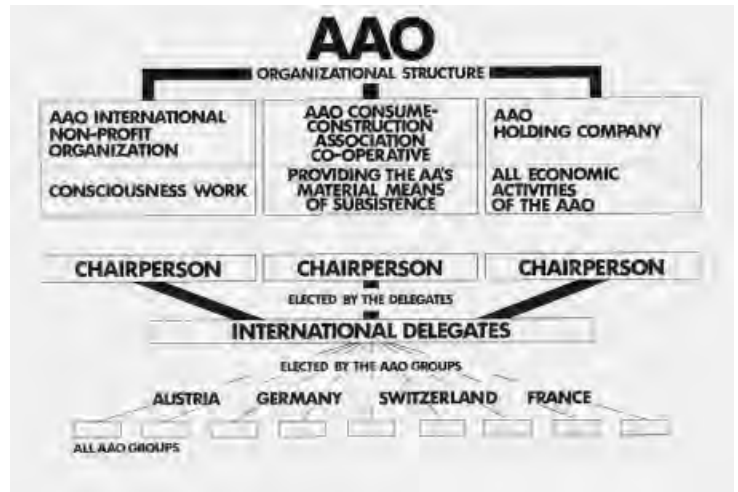 AAO
ORGANIZATIONAL STRUCTURE
AAO INTERNATIONAL
NON-PROFIT
ORGANIZATION
CONSCIOUSNESS WORK
AAO CONSUME-
CONSTRUCTION
ASSOCIATION
CO-OPERATIVE
PROVIDING THE AA'S
MATERIAL MEANS
OF SUBSISTENCE
AAO
HOLDING COMPANY
ALL ECONOMIC
ACTIVITIES
OF THE AAO
CHAIRPERSON
CHAIRPERSON
CHAIRPERSON
ELECTED BY THE DELEGATES
INTERNATIONAL DELEGATES
ELECTED BY THE AAO GROUPS
AUSTRIA GERMANY SWITZERLAND FRANCE
ALL AAO GROUPS